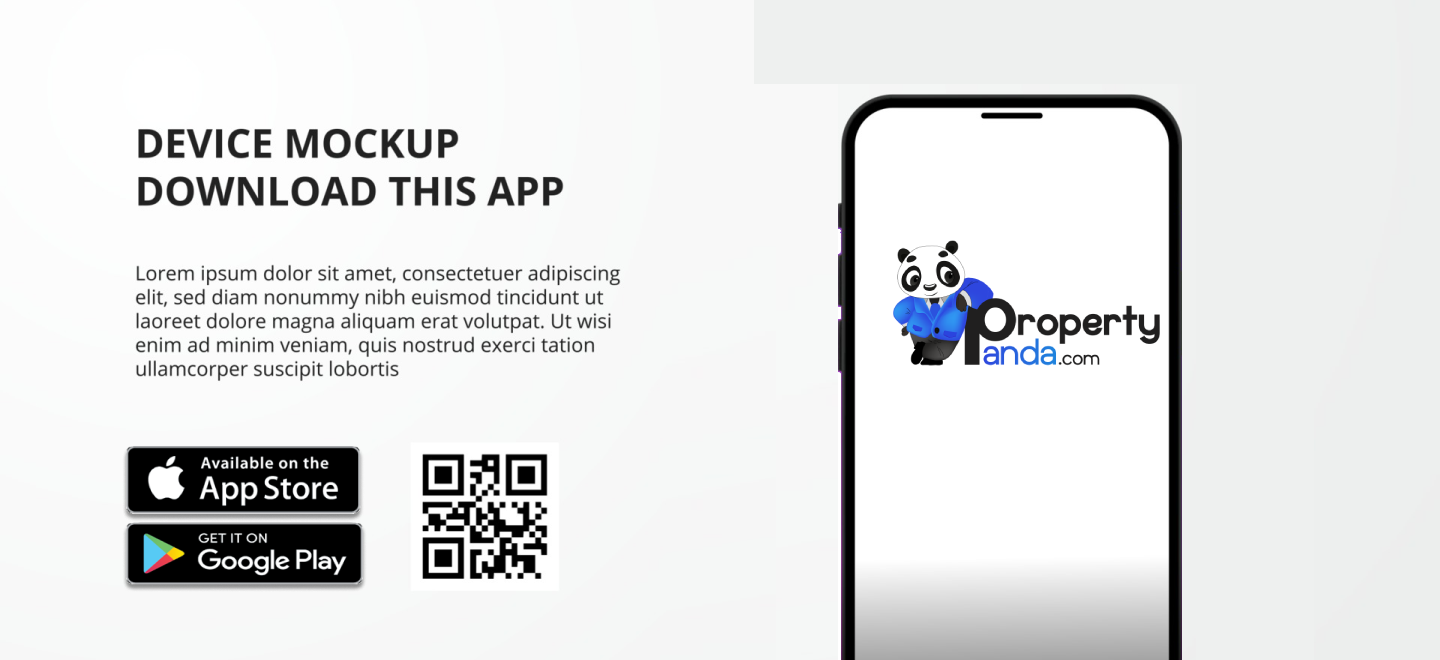 DEVICE MOCKUP
DOWNLOAD THIS APP
Lorem ipsum dolor sit amet, consectetuer adipiscing
elit, sed diam nonummy nibh euismod tincidunt ut
laoreet dolore magna aliquam erat volutpat. Ut wisi
enim ad minim veniam, quis nostrud exerci tation
ullamcorper suscipit lobortis
Available on the
App Store
GET IT ON
Google Play
Property
anda.com